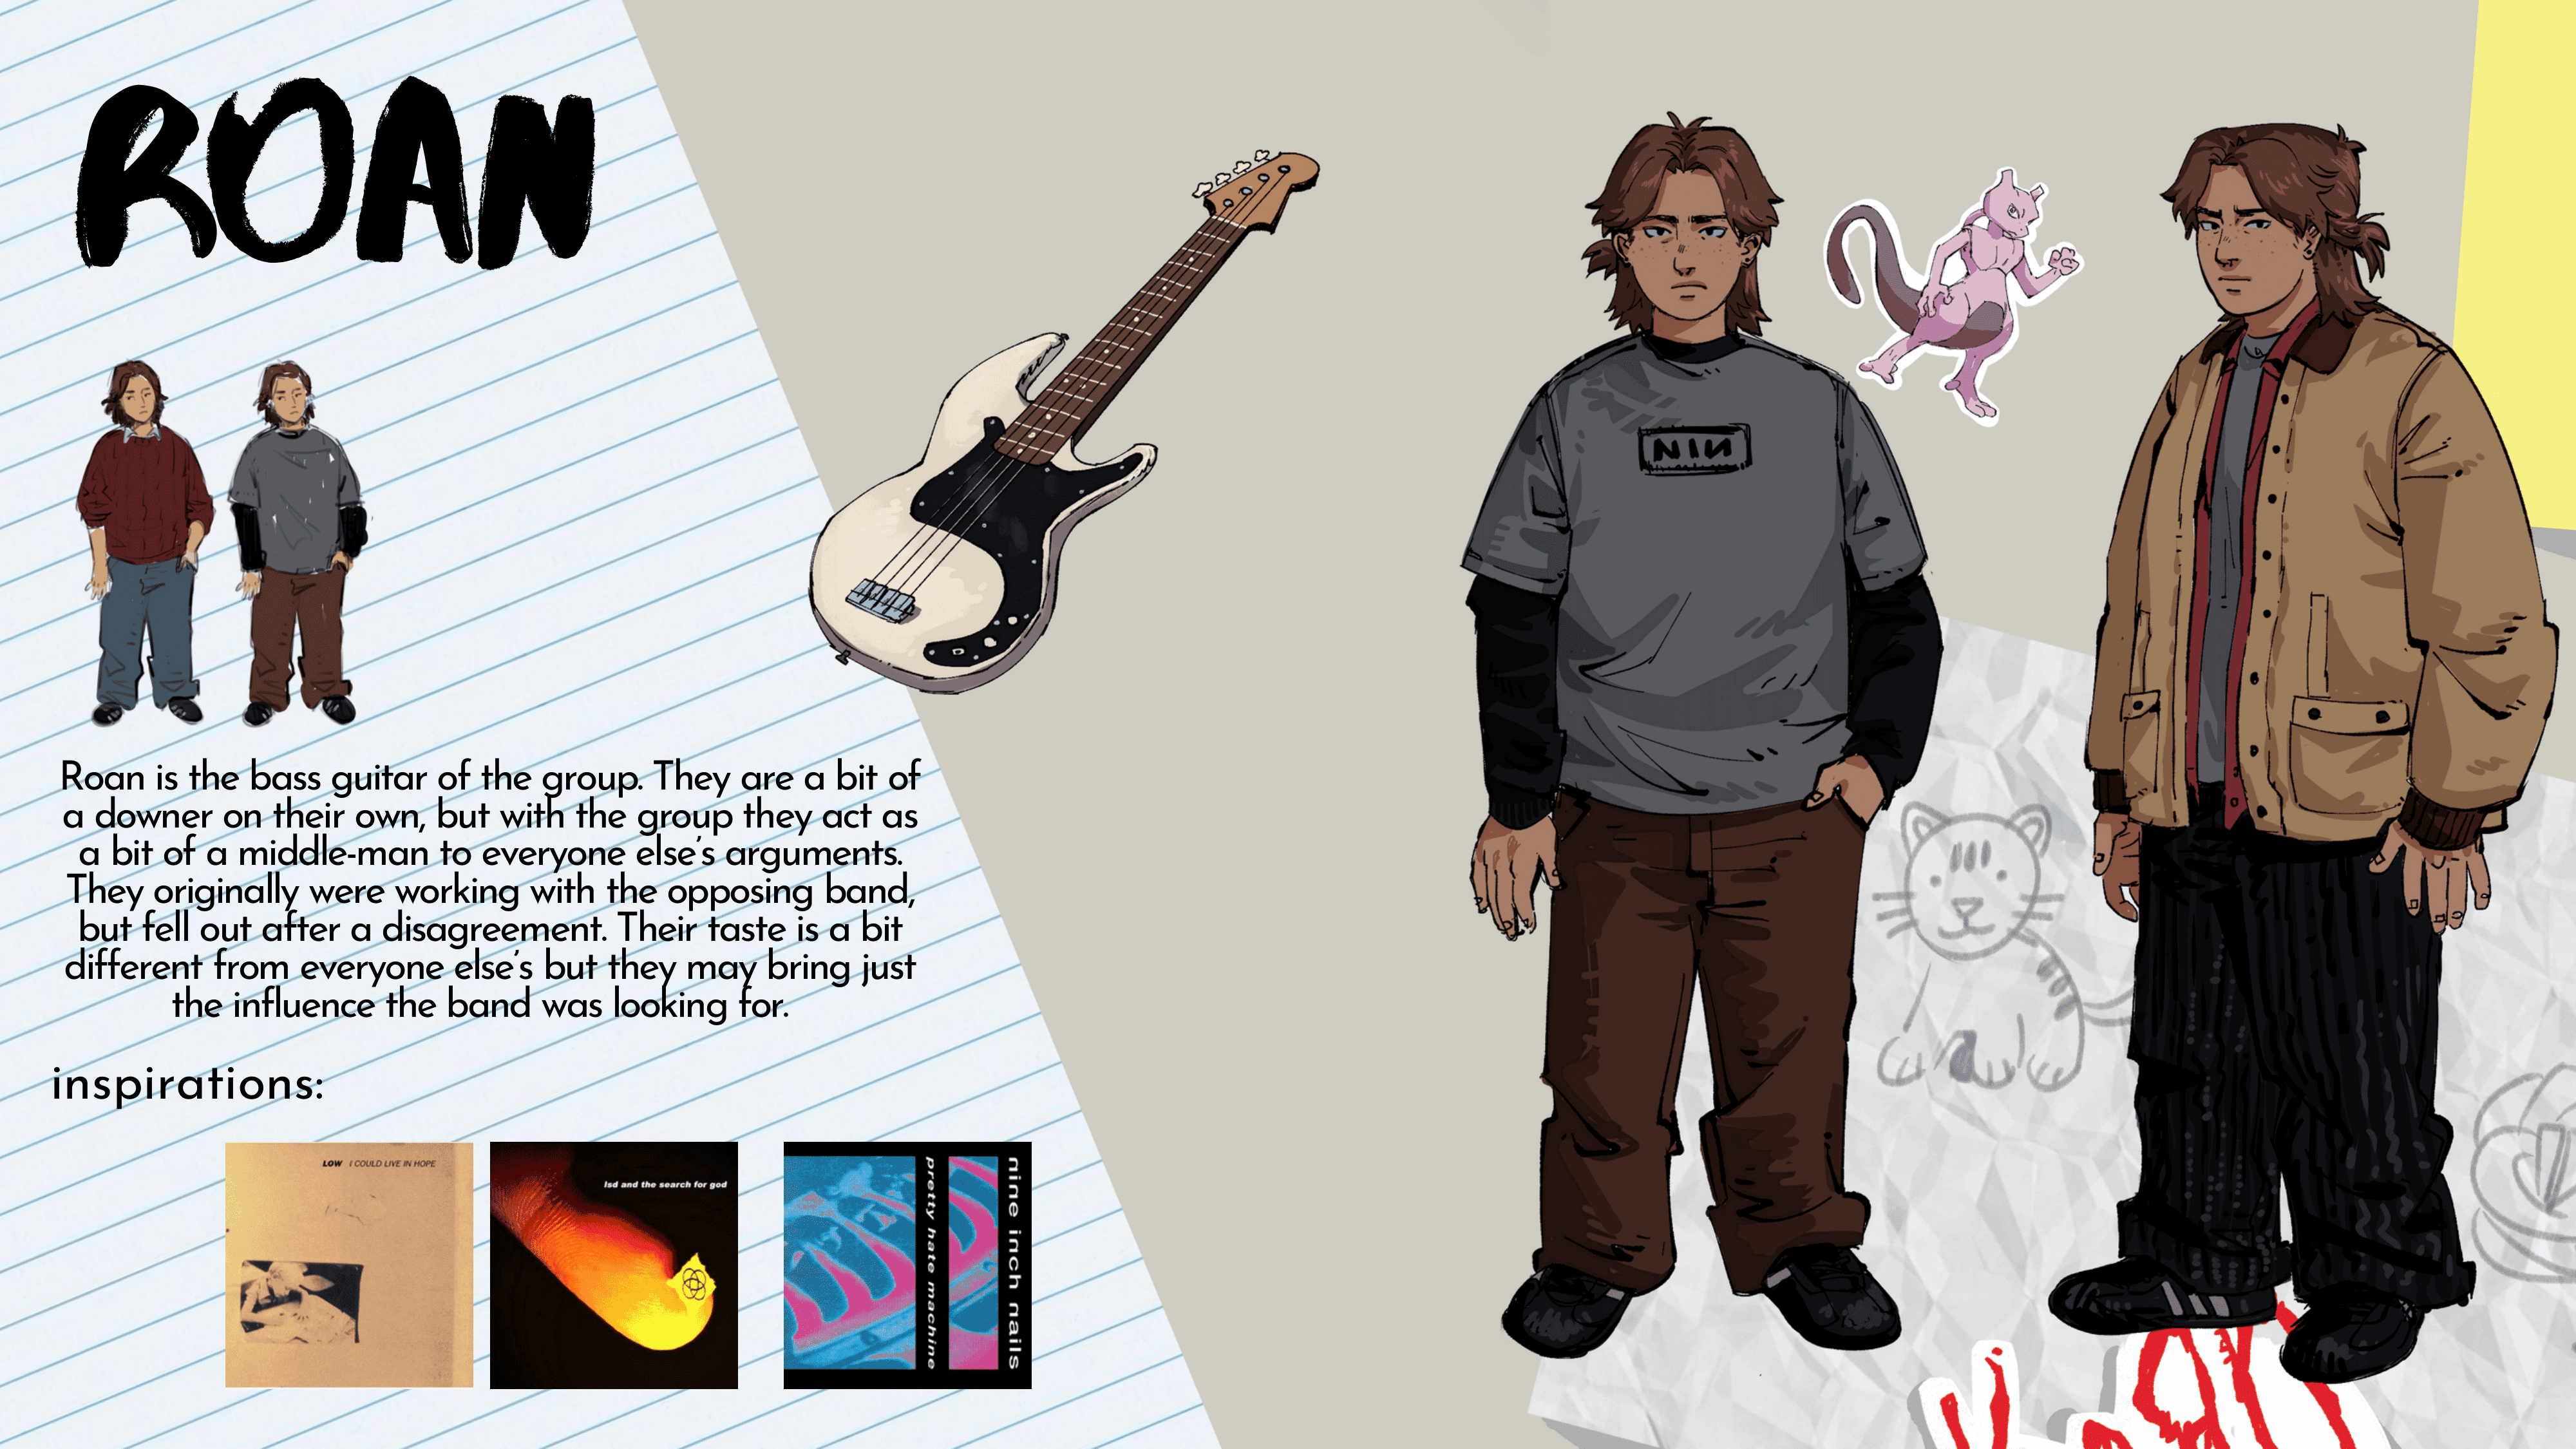 ROAN
NIN
Roan is the bass guitar of the group. They are a bit of
a downer on their own, but with the group they act as
a bit of a middle-man to everyone else's arguments.
They originally were working with the opposing band,
but fell out after a disagreement. Their taste is a bit
different from everyone else's but they may bring just
the influence the band was looking for.
inspirations:
LOW I COULD LIVE IN HOPE
lsd and the search for god
pretty hate machine
nine inch nails